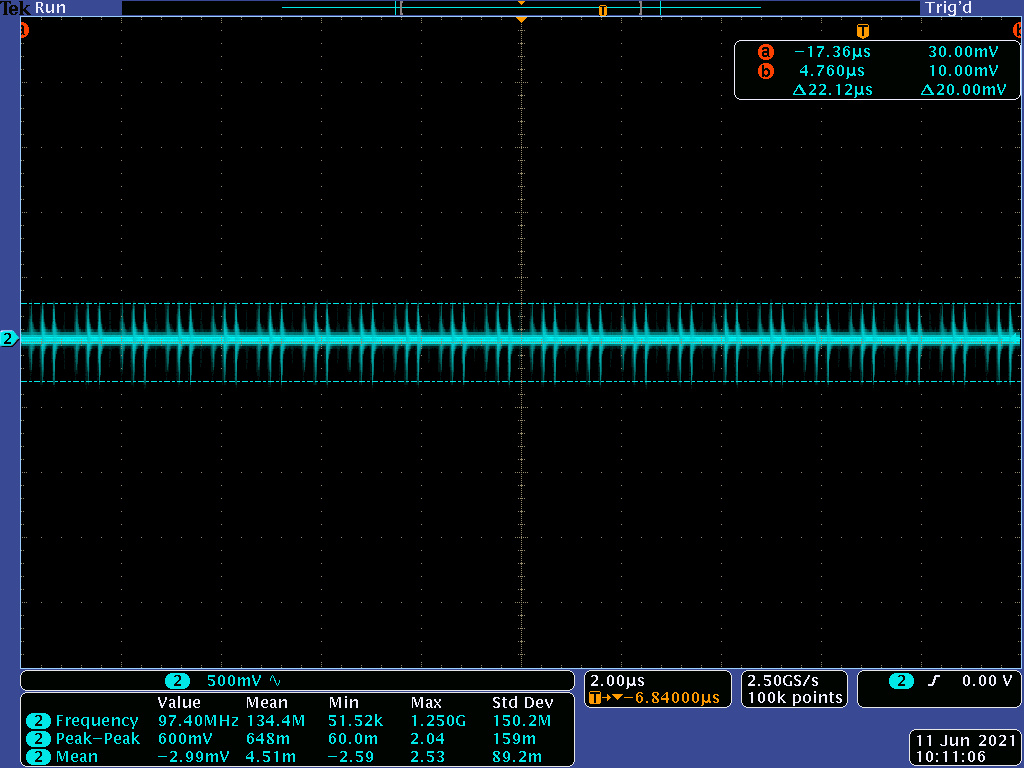 Tek Run Trig'd
a T b
a −17.36µs 30.00mV
b 4.760µs 10.00mV
Δ22.12µs Δ20.00mV
2
2 500mV ∿
2.00µs
T→▼−6.84000µs
2.50GS/s
100k points
2 ∫ 0.00 V
Value Mean Min Max Std Dev
2 Frequency 97.40MHz 134.4M 51.52k 1.250G 150.2M
2 Peak−Peak 600mV 648m 60.0m 2.04 159m
2 Mean −2.99mV 4.51m −2.59 2.53 89.2m
11 Jun 2021
10:11:06